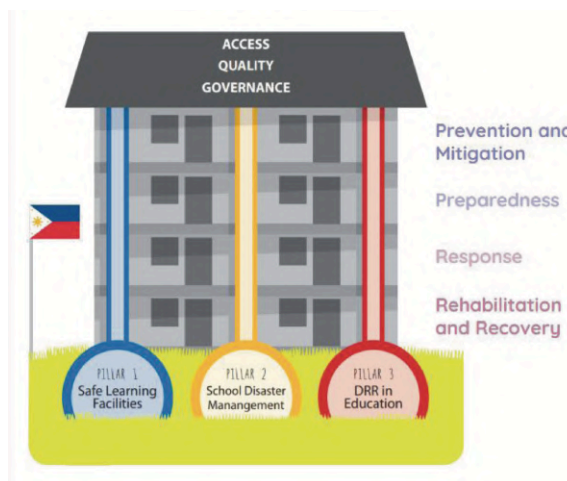 ACCESS
QUALITY
GOVERNANCE
Prevention and
Mitigation
Preparedness
Response
Rehabilitation
and Recovery
PILLAR 1
Safe Learning
Facilities
PILLAR 2
School Disaster
Manangement
PILLAR 3
DRR in
Education